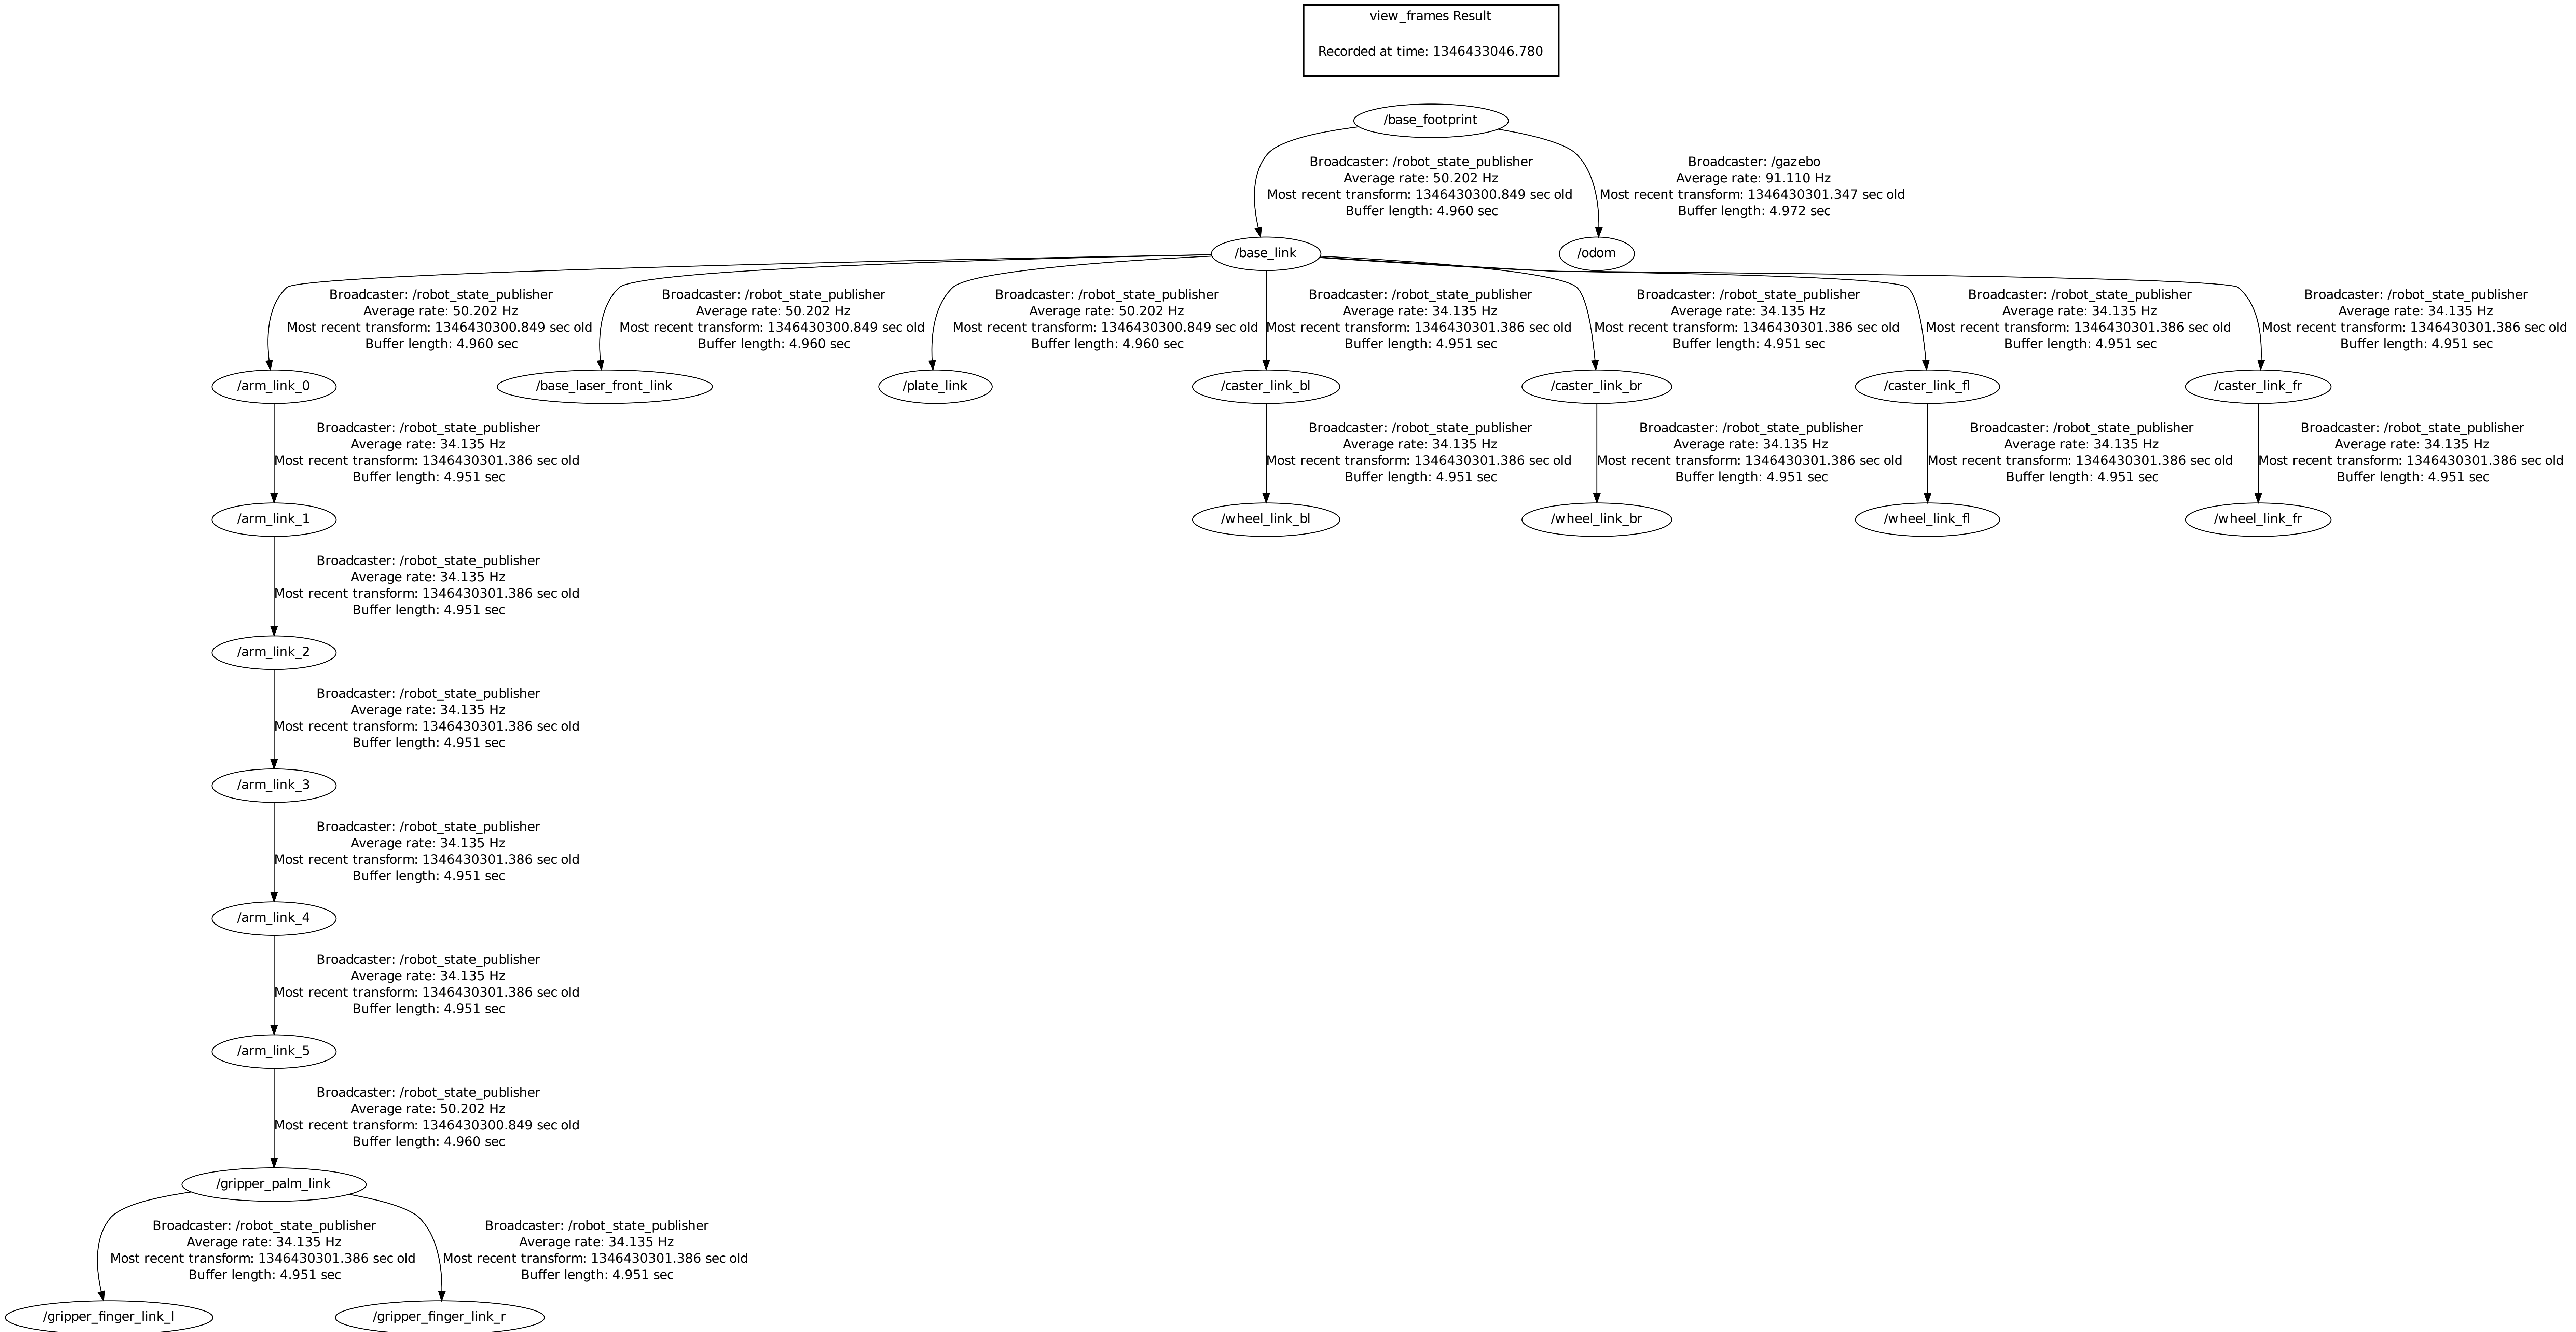 view_frames Result
Recorded at time: 1346433046.780
/base_footprint
Broadcaster: /robot_state_publisher
Average rate: 50.202 Hz
Most recent transform: 1346430300.849 sec old
Buffer length: 4.960 sec
Broadcaster: /gazebo
Average rate: 91.110 Hz
Most recent transform: 1346430301.347 sec old
Buffer length: 4.972 sec
/base_link
/odom
Broadcaster: /robot_state_publisher
Average rate: 50.202 Hz
Most recent transform: 1346430300.849 sec old
Buffer length: 4.960 sec
Broadcaster: /robot_state_publisher
Average rate: 50.202 Hz
Most recent transform: 1346430300.849 sec old
Buffer length: 4.960 sec
Broadcaster: /robot_state_publisher
Average rate: 50.202 Hz
Most recent transform: 1346430300.849 sec old
Buffer length: 4.960 sec
Broadcaster: /robot_state_publisher
Average rate: 34.135 Hz
Most recent transform: 1346430301.386 sec old
Buffer length: 4.951 sec
Broadcaster: /robot_state_publisher
Average rate: 34.135 Hz
Most recent transform: 1346430301.386 sec old
Buffer length: 4.951 sec
Broadcaster: /robot_state_publisher
Average rate: 34.135 Hz
Most recent transform: 1346430301.386 sec old
Buffer length: 4.951 sec
Broadcaster: /robot_state_publisher
Average rate: 34.135 Hz
Most recent transform: 1346430301.386 sec old
Buffer length: 4.951 sec
/arm_link_0
/base_laser_front_link
/plate_link
/caster_link_bl
/caster_link_br
/caster_link_fl
/caster_link_fr
Broadcaster: /robot_state_publisher
Average rate: 34.135 Hz
Most recent transform: 1346430301.386 sec old
Buffer length: 4.951 sec
Broadcaster: /robot_state_publisher
Average rate: 34.135 Hz
Most recent transform: 1346430301.386 sec old
Buffer length: 4.951 sec
Broadcaster: /robot_state_publisher
Average rate: 34.135 Hz
Most recent transform: 1346430301.386 sec old
Buffer length: 4.951 sec
Broadcaster: /robot_state_publisher
Average rate: 34.135 Hz
Most recent transform: 1346430301.386 sec old
Buffer length: 4.951 sec
Broadcaster: /robot_state_publisher
Average rate: 34.135 Hz
Most recent transform: 1346430301.386 sec old
Buffer length: 4.951 sec
/arm_link_1
/wheel_link_bl
/wheel_link_br
/wheel_link_fl
/wheel_link_fr
Broadcaster: /robot_state_publisher
Average rate: 34.135 Hz
Most recent transform: 1346430301.386 sec old
Buffer length: 4.951 sec
/arm_link_2
Broadcaster: /robot_state_publisher
Average rate: 34.135 Hz
Most recent transform: 1346430301.386 sec old
Buffer length: 4.951 sec
/arm_link_3
Broadcaster: /robot_state_publisher
Average rate: 34.135 Hz
Most recent transform: 1346430301.386 sec old
Buffer length: 4.951 sec
/arm_link_4
Broadcaster: /robot_state_publisher
Average rate: 34.135 Hz
Most recent transform: 1346430301.386 sec old
Buffer length: 4.951 sec
/arm_link_5
Broadcaster: /robot_state_publisher
Average rate: 50.202 Hz
Most recent transform: 1346430300.849 sec old
Buffer length: 4.960 sec
/gripper_palm_link
Broadcaster: /robot_state_publisher
Average rate: 34.135 Hz
Most recent transform: 1346430301.386 sec old
Buffer length: 4.951 sec
Broadcaster: /robot_state_publisher
Average rate: 34.135 Hz
Most recent transform: 1346430301.386 sec old
Buffer length: 4.951 sec
/gripper_finger_link_l
/gripper_finger_link_r